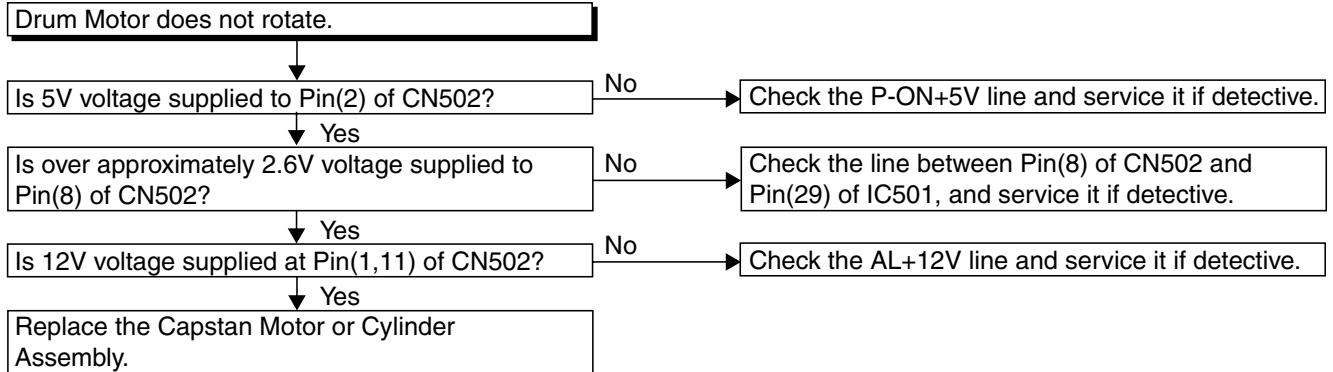 Drum Motor does not rotate.
Is 5V voltage supplied to Pin(2) of CN502?
No
Check the P-ON+5V line and service it if detective.
Yes
Is over approximately 2.6V voltage supplied to
Pin(8) of CN502?
No
Check the line between Pin(8) of CN502 and
Pin(29) of IC501, and service it if detective.
Yes
Is 12V voltage supplied at Pin(1,11) of CN502?
No
Check the AL+12V line and service it if detective.
Yes
Replace the Capstan Motor or Cylinder
Assembly.